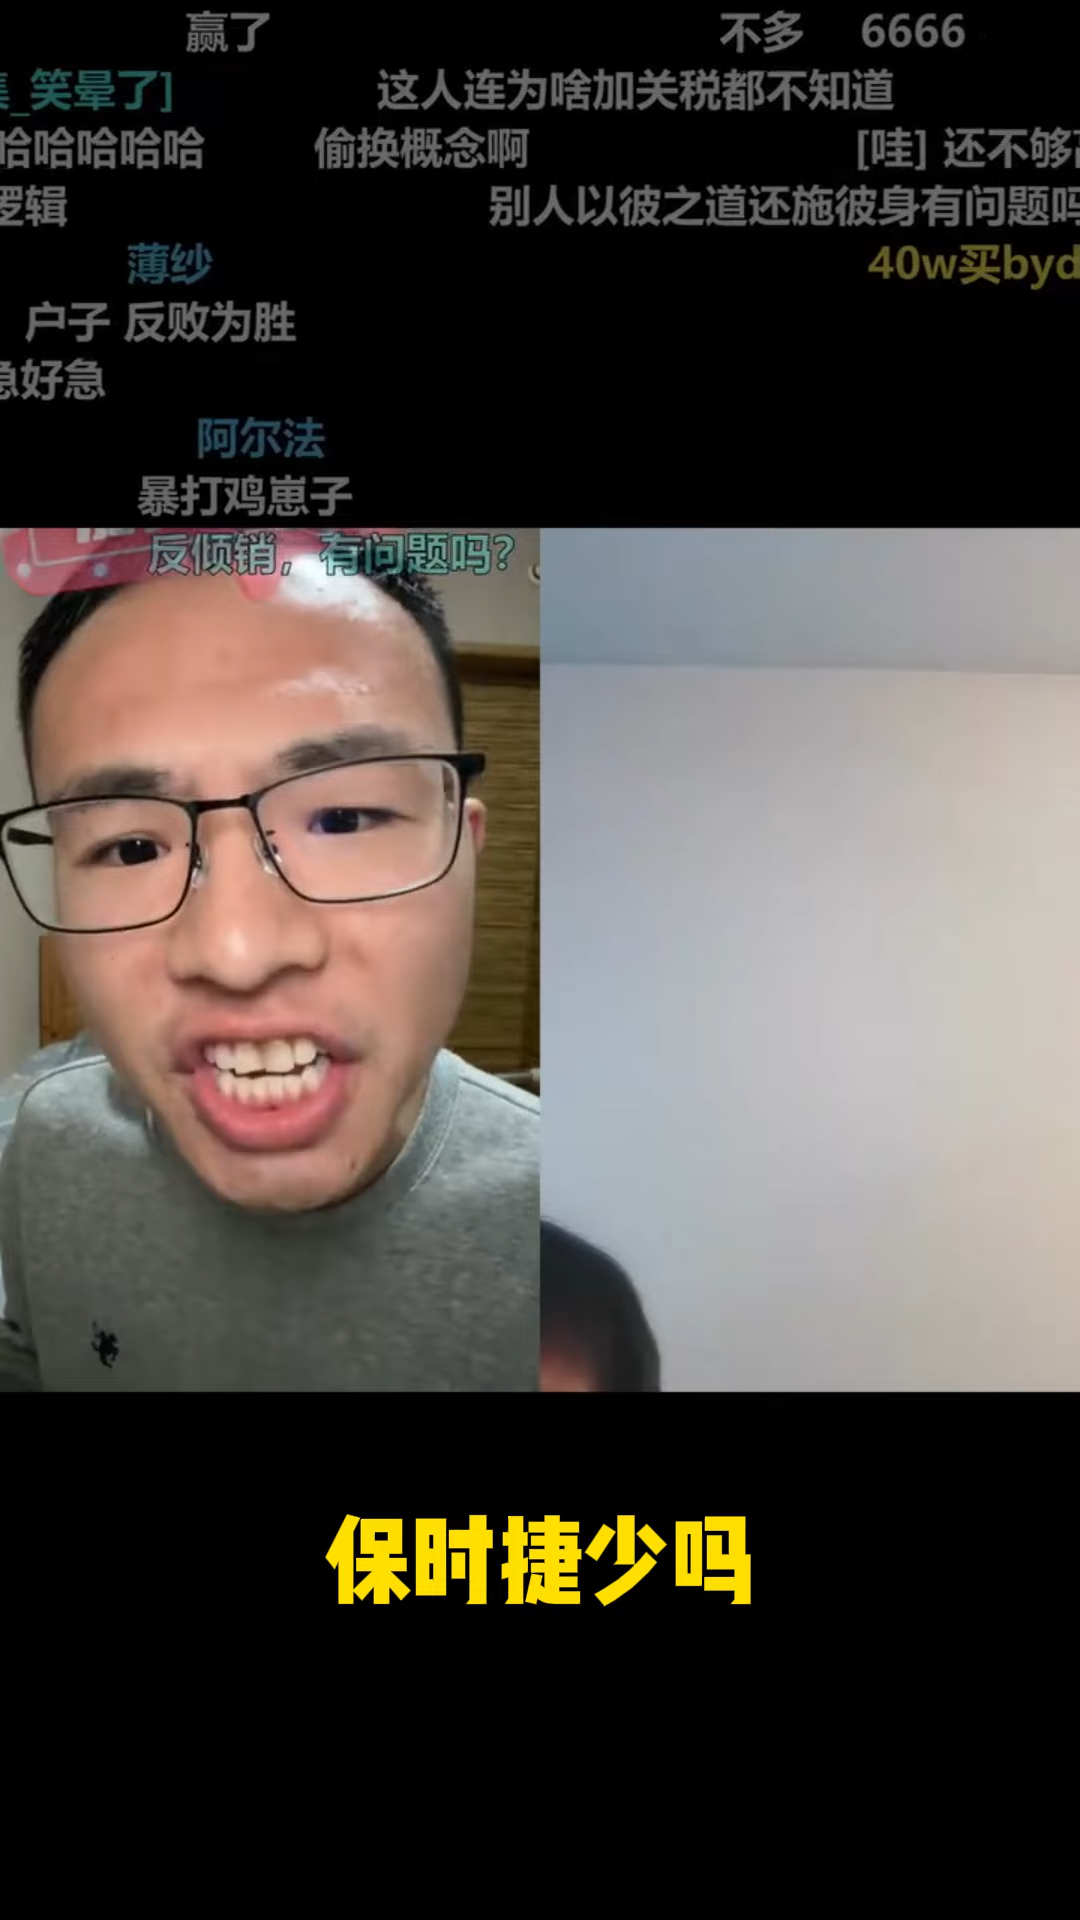 赢了 不多 6666
_笑晕了] 这人连为啥加关税都不知道
哈哈哈哈哈 偷换概念啊 [哇] 还不够
逻辑 别人以彼之道还施彼身有问题吗
薄纱 40w买byd
户子 反败为胜
急好急
阿尔法
暴打鸡崽子
反倾销，有问题吗？
保时捷少吗